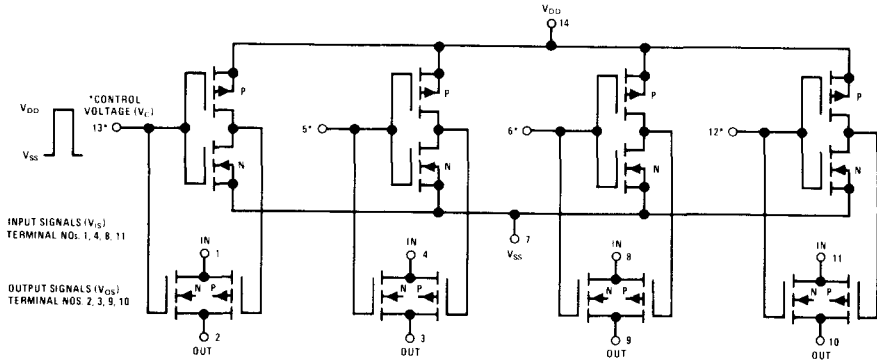 VDD
14
*CONTROL
VOLTAGE (VC)
VDD
13*
VSS
P
N
5*
P
N
6*
P
N
12*
P
N
7
VSS
INPUT SIGNALS (VIS)
TERMINAL NOs. 1, 4, 8, 11
OUTPUT SIGNALS (VOS)
TERMINAL NOS. 2, 3, 9, 10
IN
1
N P
2
OUT
IN
4
N P
3
OUT
IN
8
N P
9
OUT
IN
11
N P
10
OUT